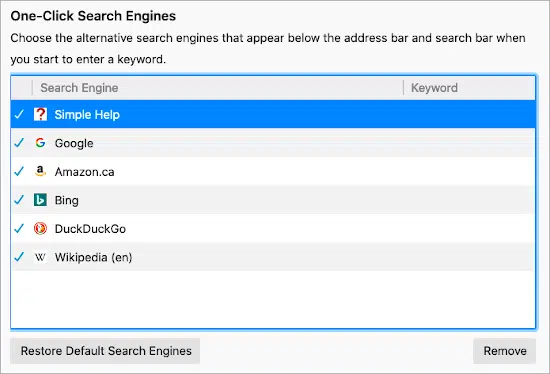 One-Click Search Engines
Choose the alternative search engines that appear below the address bar and search bar when
you start to enter a keyword.
Search Engine Keyword
? Simple Help
G Google
a Amazon.ca
b Bing
DuckDuckGo
W Wikipedia (en)
Restore Default Search Engines Remove